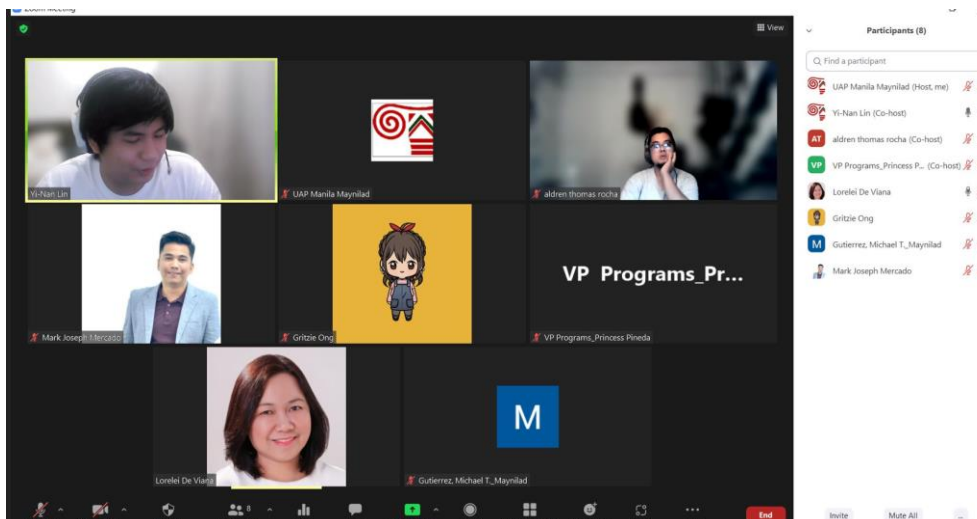 Zoom Meeting
View
Yi-Nan Lin
UAP Manila Maynilad
aldren thomas rocha
Mark Joseph Mercado
Gritzie Ong
VP Programs_Pr...
VP Programs_Princess Pineda
Lorelei De Viana
M
Gutierrez, Michael T._Maynilad
8
End
Participants (8)
Find a participant
UAP Manila Maynilad (Host, me)
Yi-Nan Lin (Co-host)
AT aldren thomas rocha (Co-host)
VP VP Programs_Princess P... (Co-host)
Lorelei De Viana
Gritzie Ong
M Gutierrez, Michael T._Maynilad
Mark Joseph Mercado
Invite Mute All ...